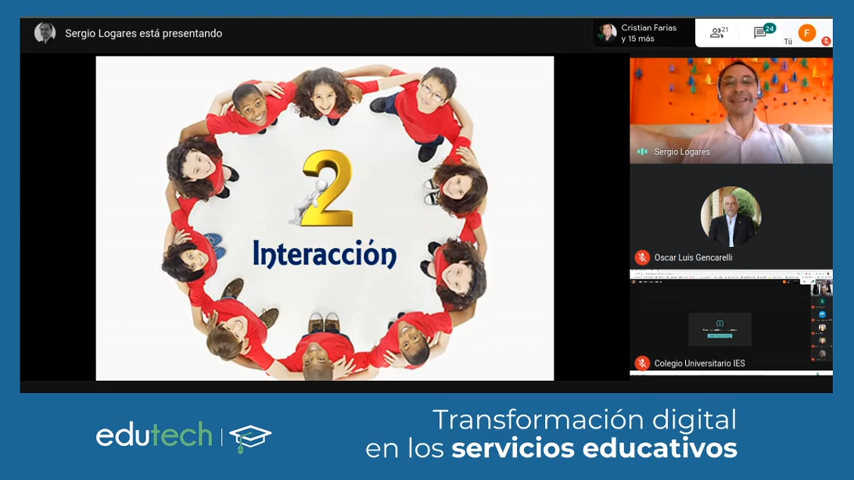 Sergio Logares está presentando
Cristian Farias
y 15 más
21
24
Tú
F
2
Interacción
Sergio Logares
Oscar Luis Gencarelli
Colegio Universitario IES
edutech
Transformación digital
en los servicios educativos